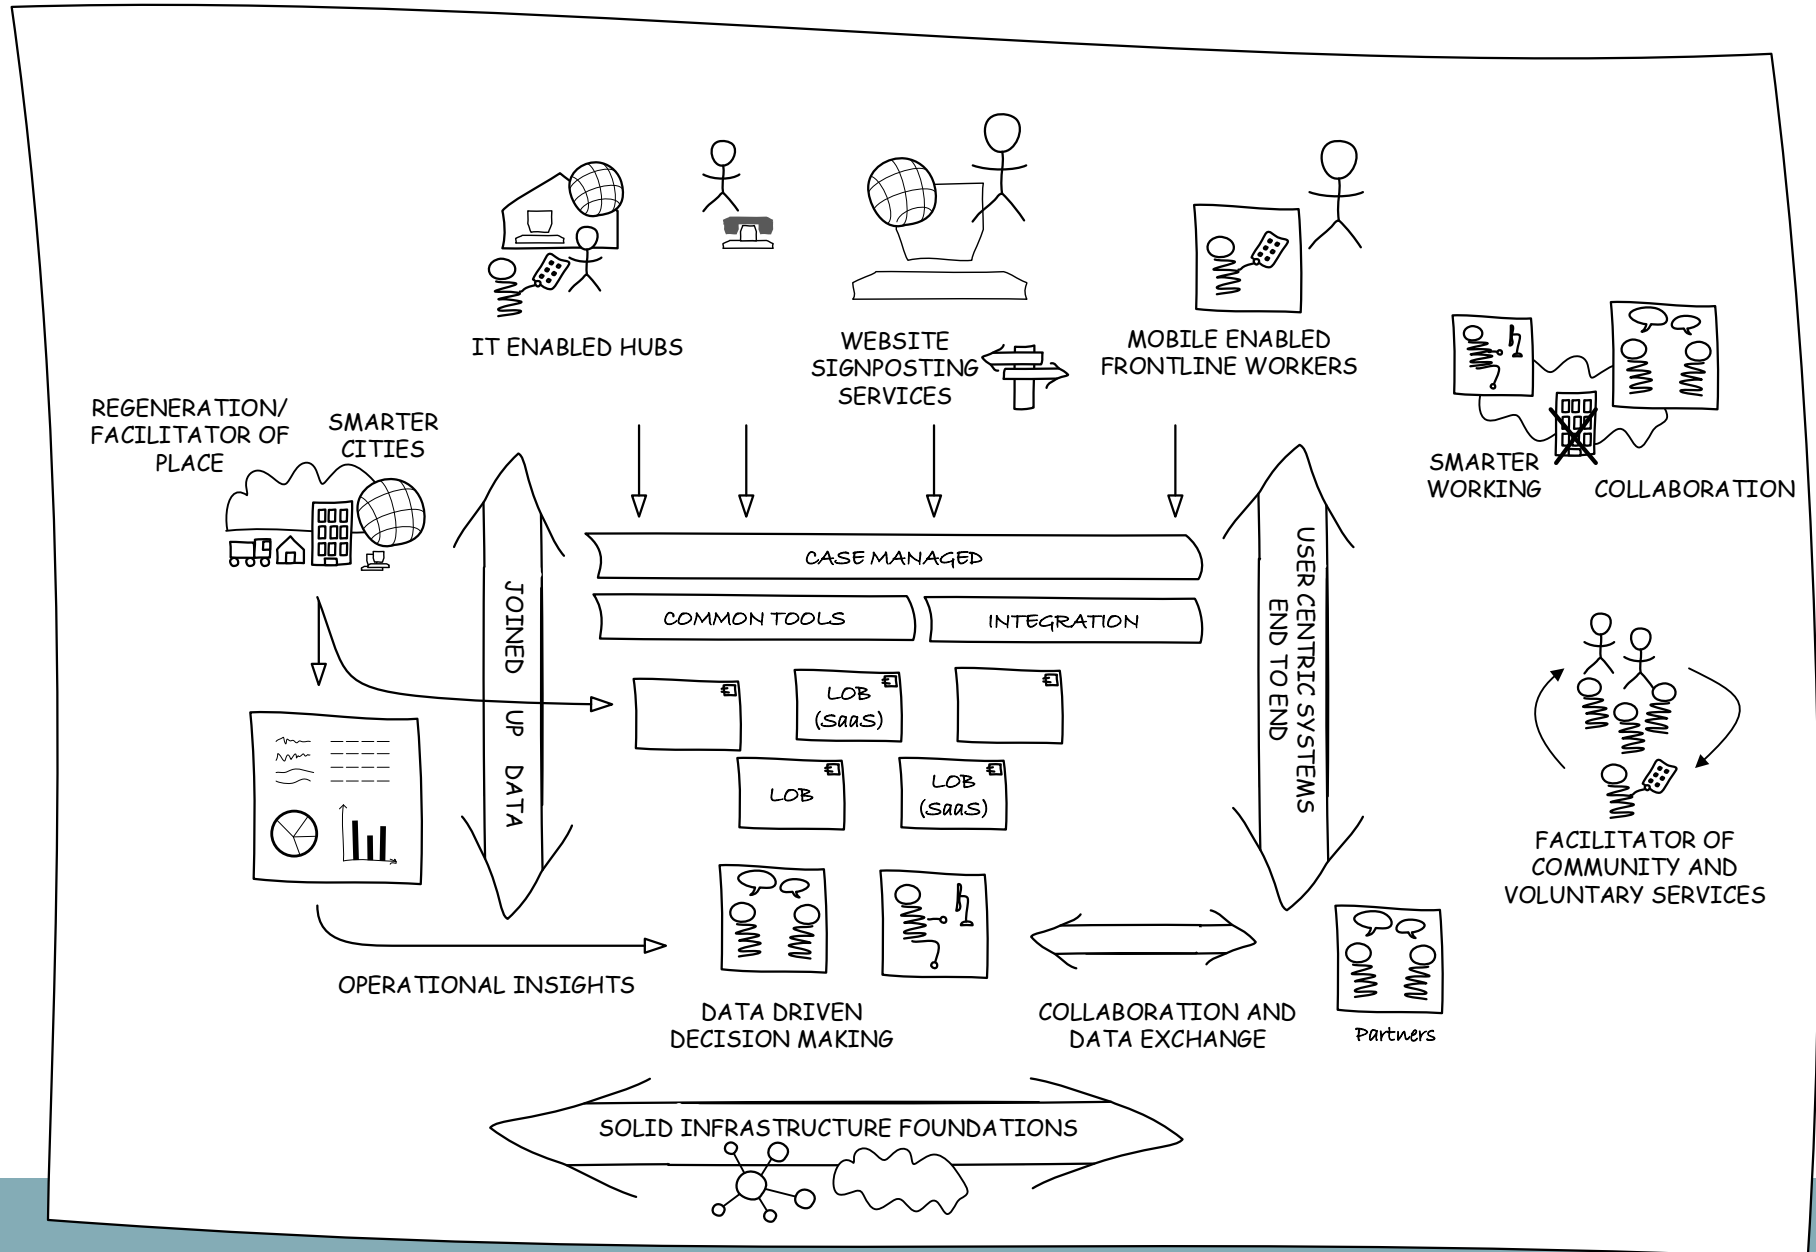 IT ENABLED HUBS
WEBSITE
SIGNPOSTING
SERVICES
MOBILE ENABLED
FRONTLINE WORKERS
REGENERATION/
FACILITATOR OF
PLACE
SMARTER
CITIES
SMARTER
WORKING
COLLABORATION
CASE MANAGED
COMMON TOOLS
INTEGRATION
JOINED UP DATA
USER CENTRIC SYSTEMS
END TO END
LOB
(SaaS)
LOB
LOB
(SaaS)
FACILITATOR OF
COMMUNITY AND
VOLUNTARY SERVICES
OPERATIONAL INSIGHTS
DATA DRIVEN
DECISION MAKING
COLLABORATION AND
DATA EXCHANGE
Partners
SOLID INFRASTRUCTURE FOUNDATIONS